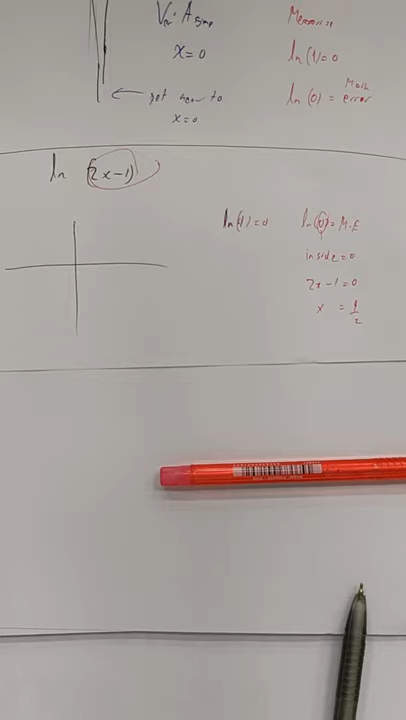 Ver: Asymp
x=0
get near to
x=0
Memorize
ln(1)=0
ln(0) = Math error
ln (2x-1)
ln(1)=0
ln(0)=M.E
inside=0
2x-1=0
x = 1/2